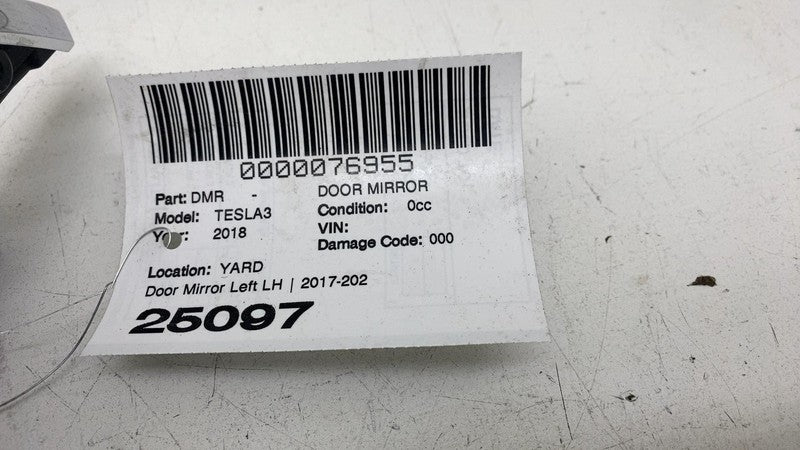 0000076955
Part: DMR - DOOR MIRROR
Model: TESLA3 Condition: 0cc
Year: 2018 VIN:
Damage Code: 000
Location: YARD
Door Mirror Left LH | 2017-202
25097